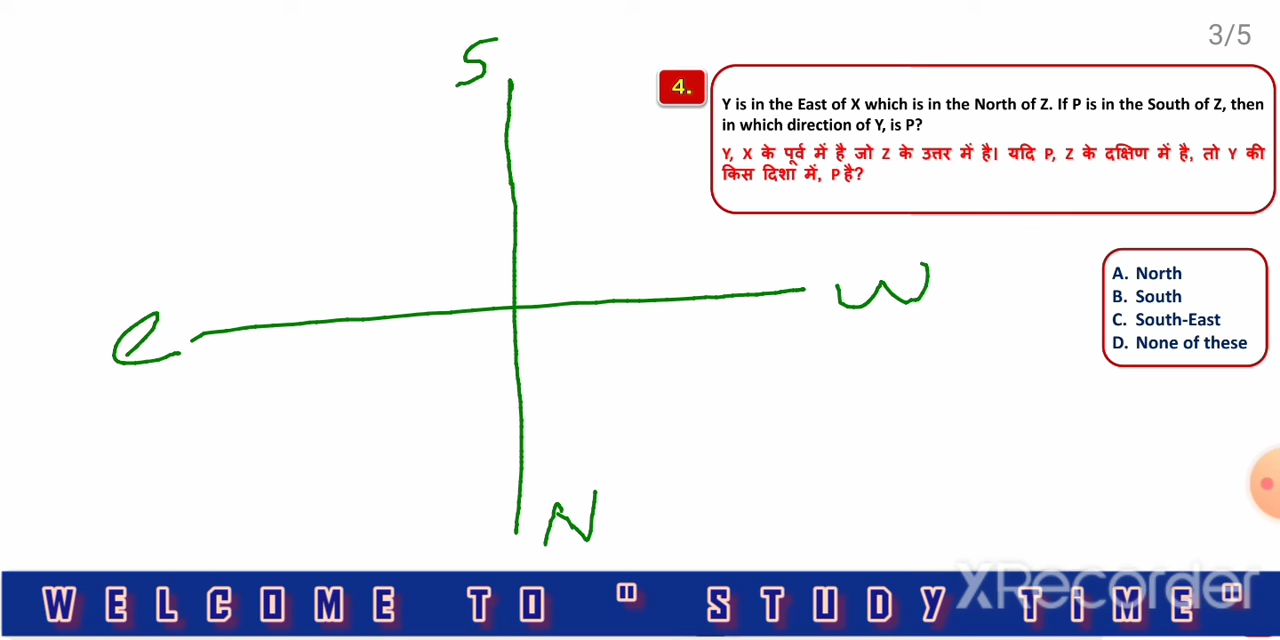 3/5
S
4.
Y is in the East of X which is in the North of Z. If P is in the South of Z, then
in which direction of Y, is P?
Y, X के पूर्व में है जो Z के उत्तर में है। यदि P, Z के दक्षिण में है, तो Y की
किस दिशा में, P है?
A. North
B. South
C. South-East
D. None of these
e
W
N
WELCOME TO " STUDY TiME "
XRecorder